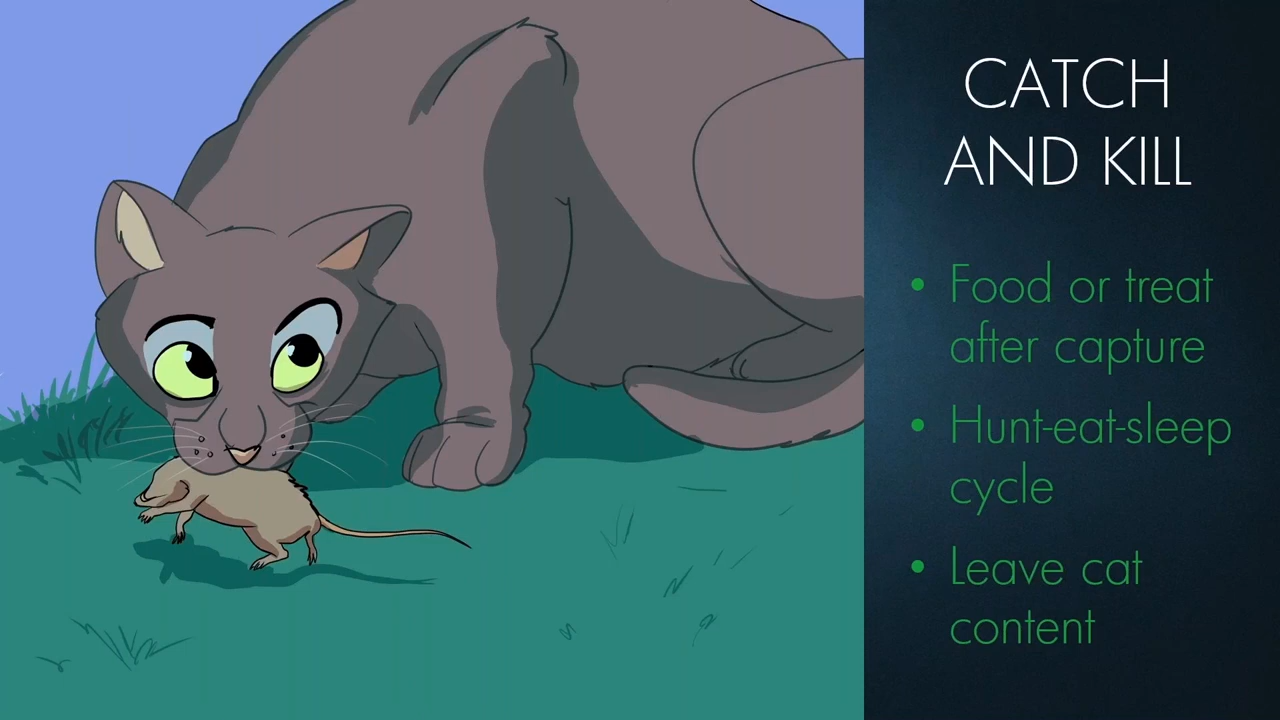 CATCH
AND KILL
• Food or treat
after capture
• Hunt-eat-sleep
cycle
• Leave cat
content